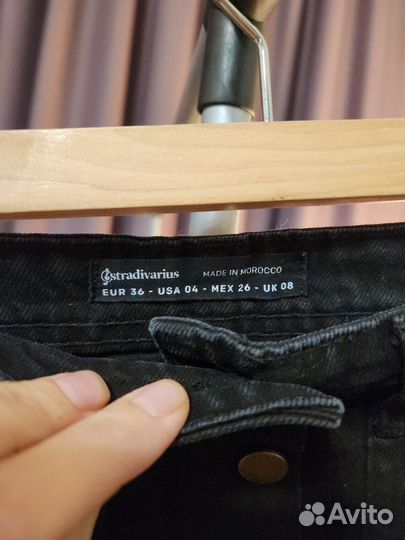 stradivarius MADE IN MOROCCO
EUR 36 - USA 04 - MEX 26 - UK 08
Avito